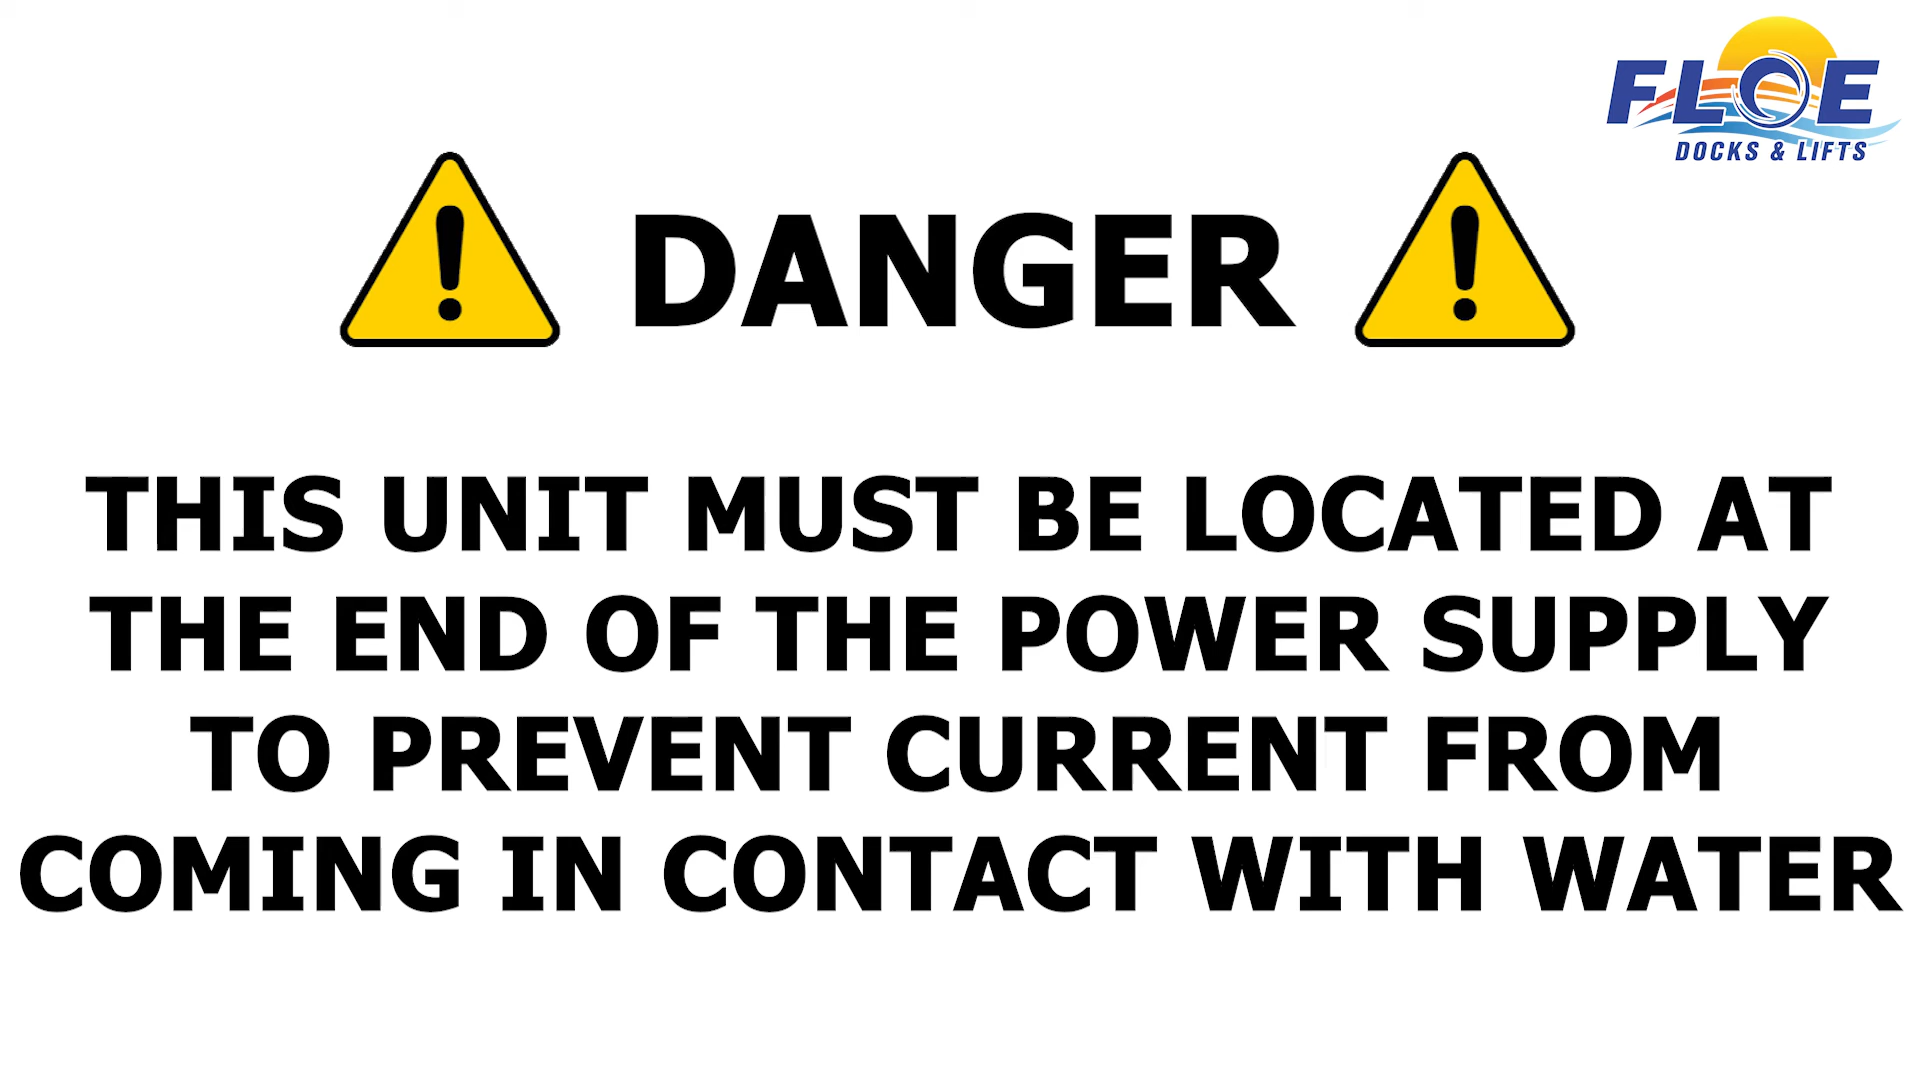 FLOE
DOCKS & LIFTS
DANGER
THIS UNIT MUST BE LOCATED AT
THE END OF THE POWER SUPPLY
TO PREVENT CURRENT FROM
COMING IN CONTACT WITH WATER